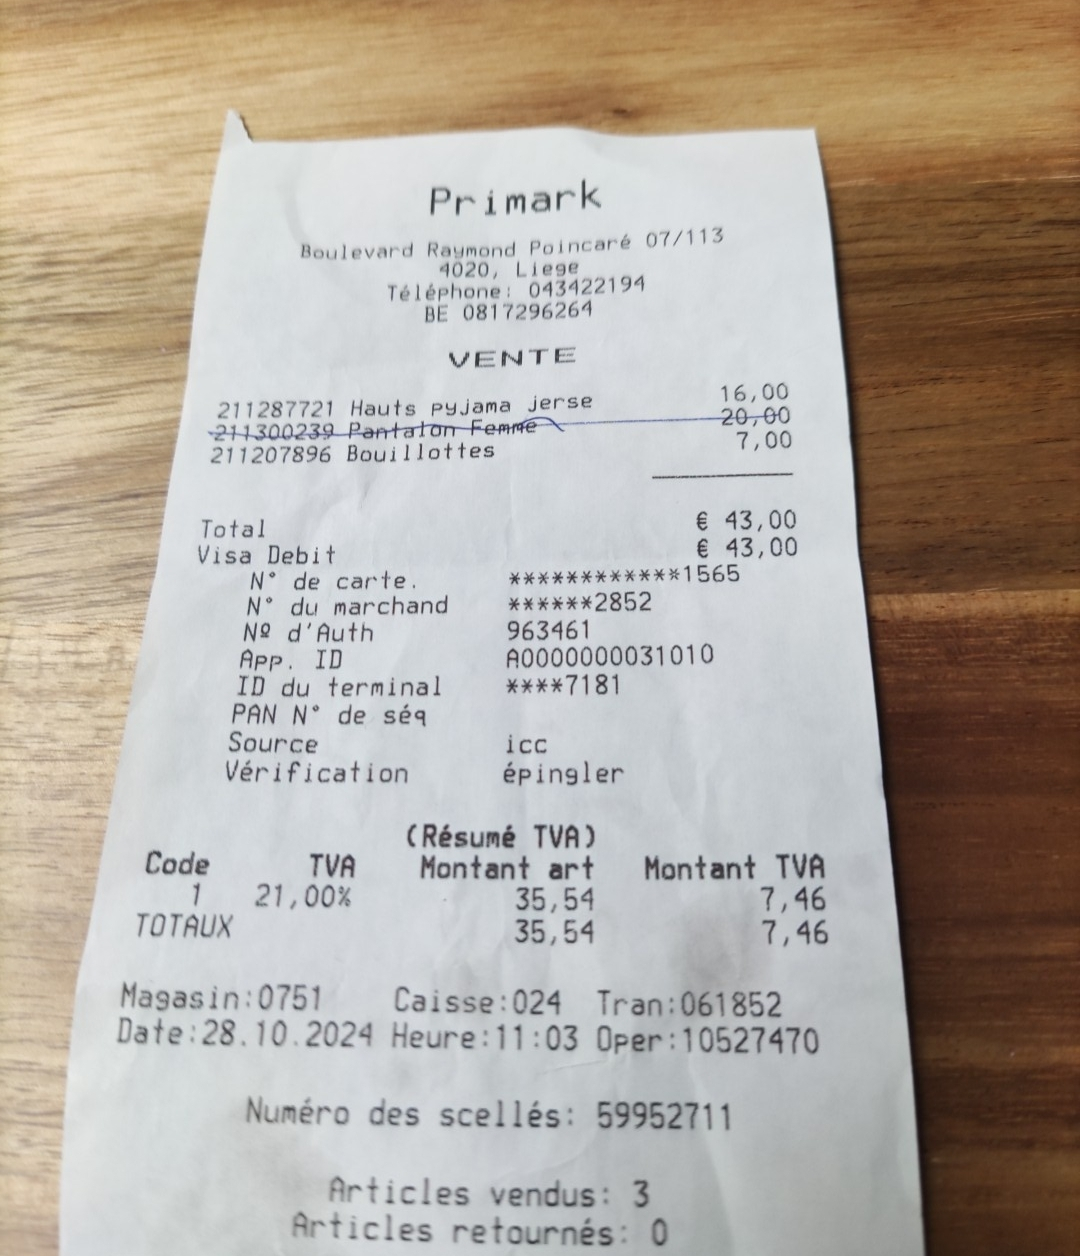 Primark
Boulevard Raymond Poincaré 07/113
4020, Liege
Téléphone: 043422194
BE 0817296264
VENTE
211287721 Hauts pyjama jerse 16,00
211300239 Pantalon Femme 20,00
211207896 Bouillottes 7,00
Total € 43,00
Visa Debit € 43,00
N° de carte. ************1565
N° du marchand ******2852
Nº d'Auth 963461
App. ID A0000000031010
ID du terminal ****7181
PAN N° de séq
Source icc
Vérification épingler
(Résumé TVA)
Code TVA Montant art Montant TVA
1 21,00% 35,54 7,46
TOTAUX 35,54 7,46
Magasin:0751 Caisse:024 Tran:061852
Date:28.10.2024 Heure:11:03 Oper:10527470
Numéro des scellés: 59952711
Articles vendus: 3
Articles retournés: 0